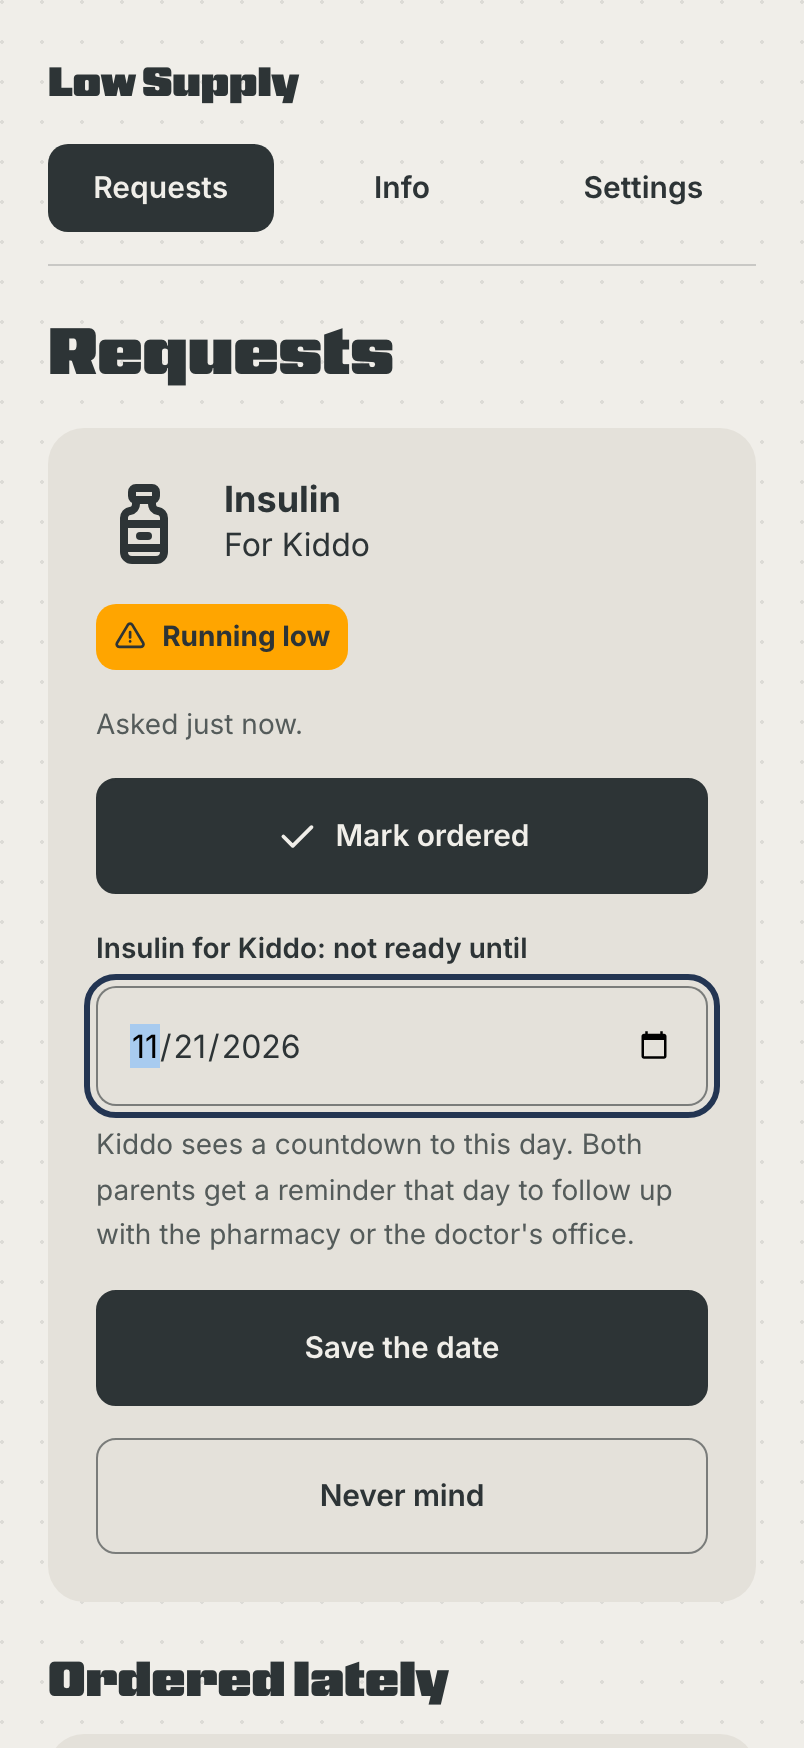 Low Supply
Requests
Info
Settings
Requests
Insulin
For Kiddo
Running low
Asked just now.
Mark ordered
Insulin for Kiddo: not ready until
11/21/2026
Kiddo sees a countdown to this day. Both
parents get a reminder that day to follow up
with the pharmacy or the doctor's office.
Save the date
Never mind
Ordered lately